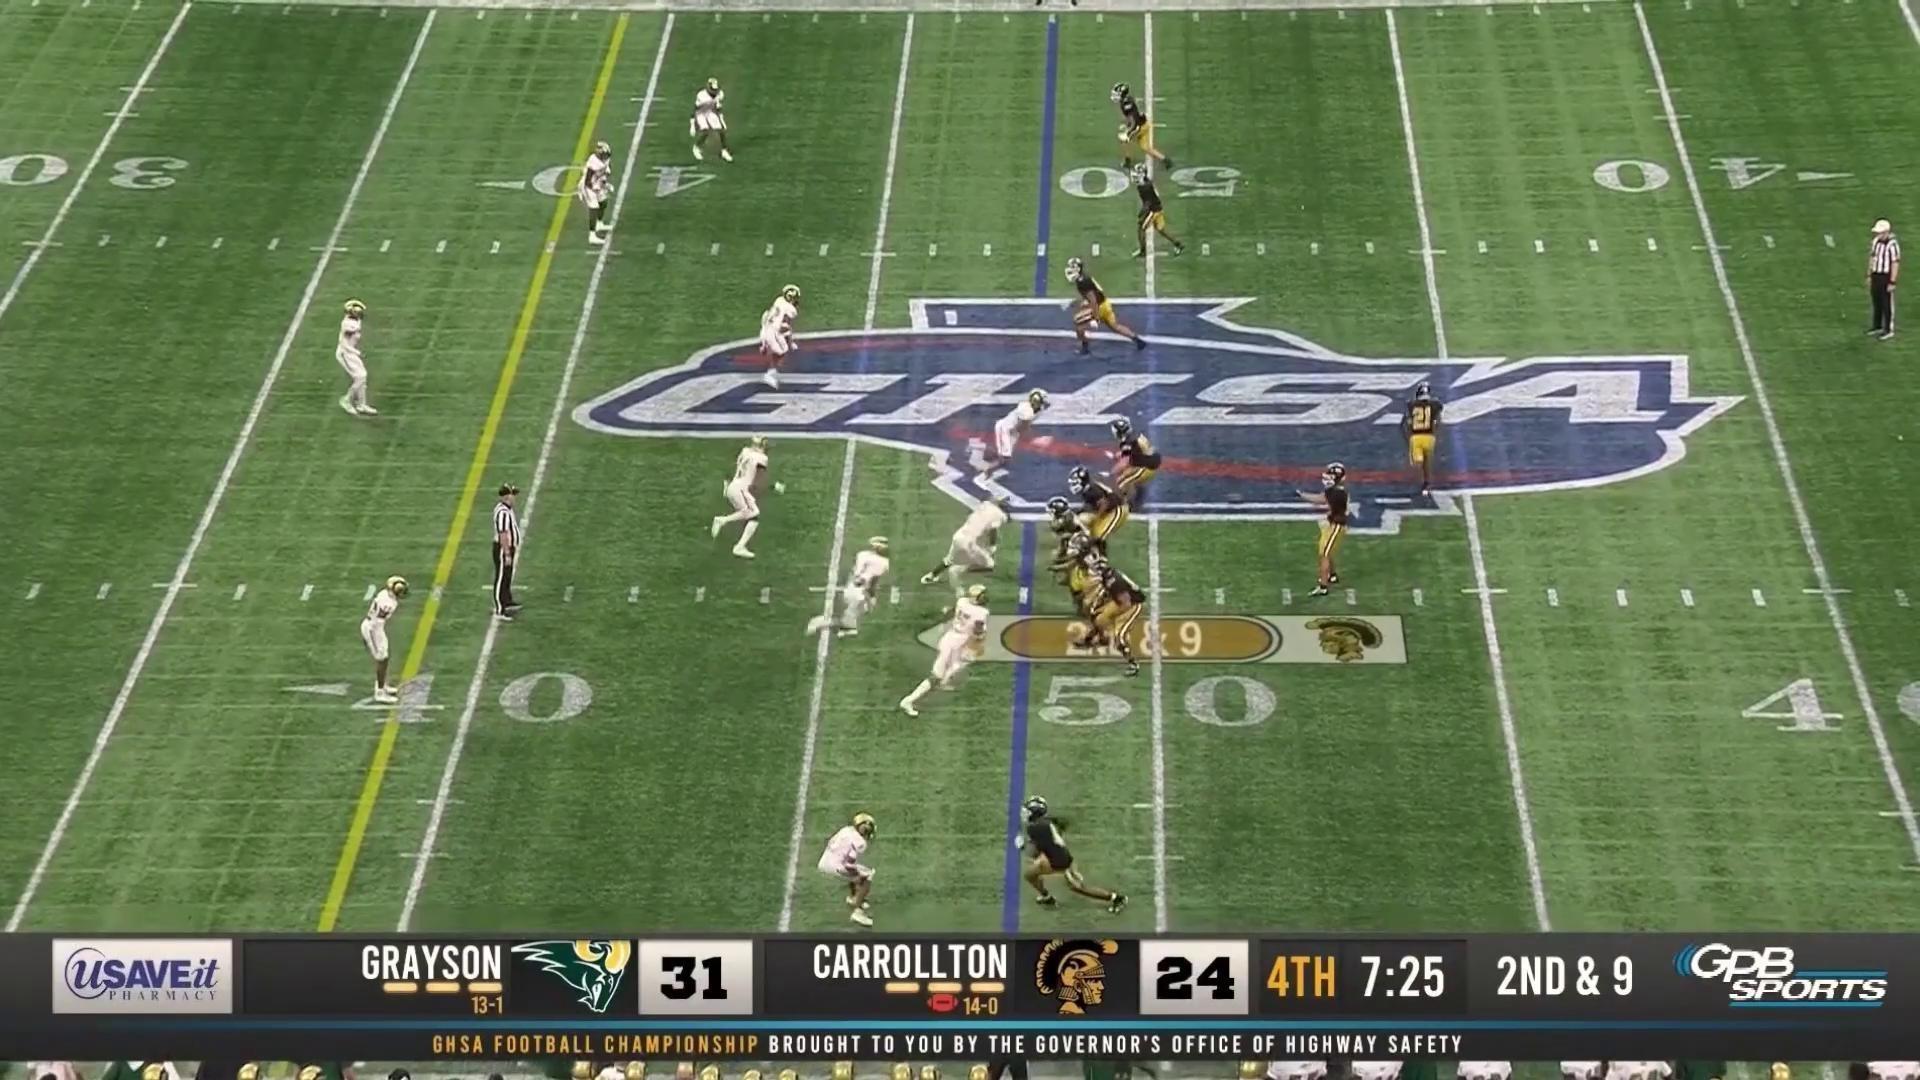 30
40
50
40
GHSA
21
2ND & 9
40
50
4
USAVEit
PHARMACY
GRAYSON
13-1
31
CARROLLTON
14-0
24
4TH 7:25
2ND & 9
GPB
SPORTS
GHSA FOOTBALL CHAMPIONSHIP BROUGHT TO YOU BY THE GOVERNOR'S OFFICE OF HIGHWAY SAFETY